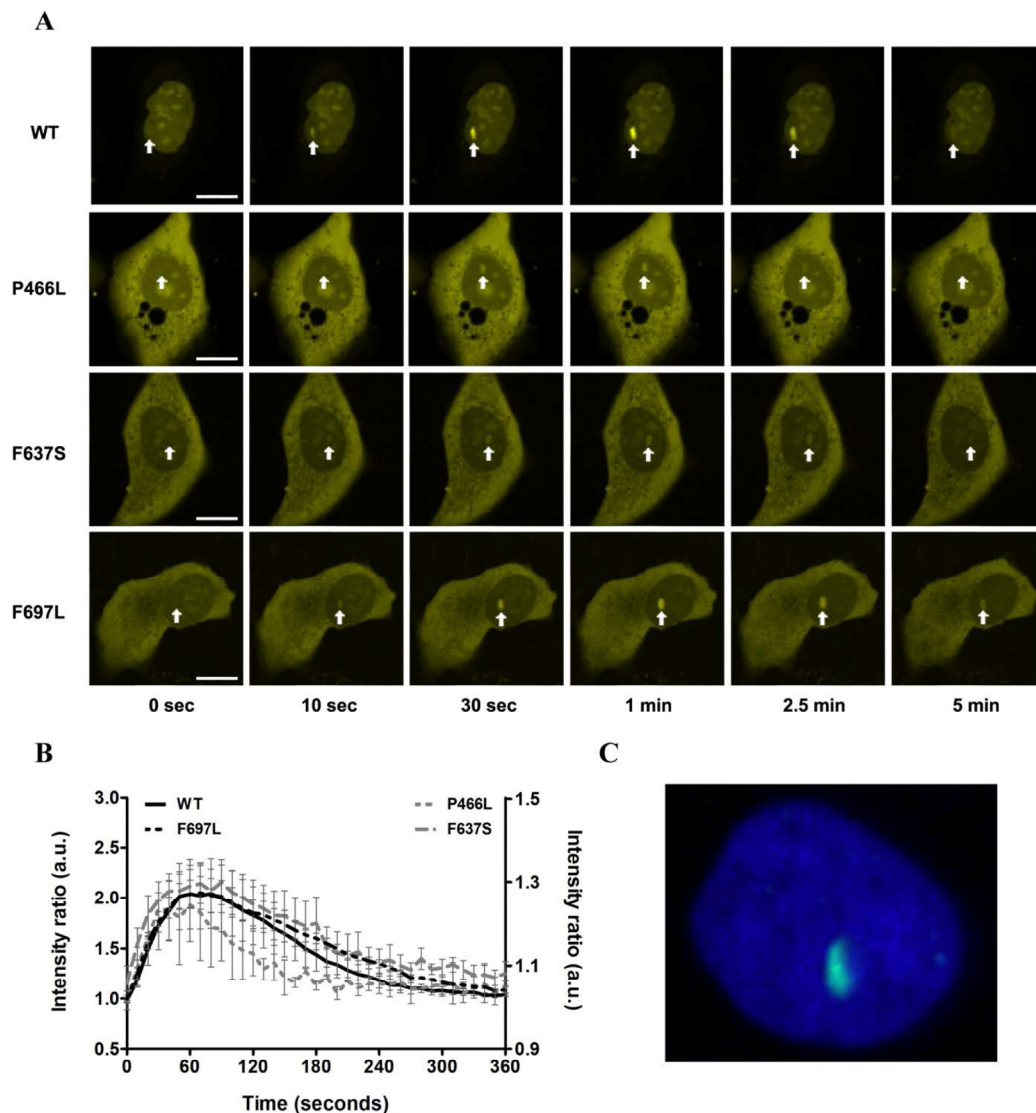 A
WT
P466L
F637S
F697L
0 sec 10 sec 30 sec 1 min 2.5 min 5 min
B
C
3.0
2.5
2.0
1.5
1.0
0.5
Intensity ratio (a.u.)
WT
F697L
P466L
F637S
1.5
1.3
1.1
0.9
Intensity ratio (a.u.)
0 60 120 180 240 300 360
Time (seconds)